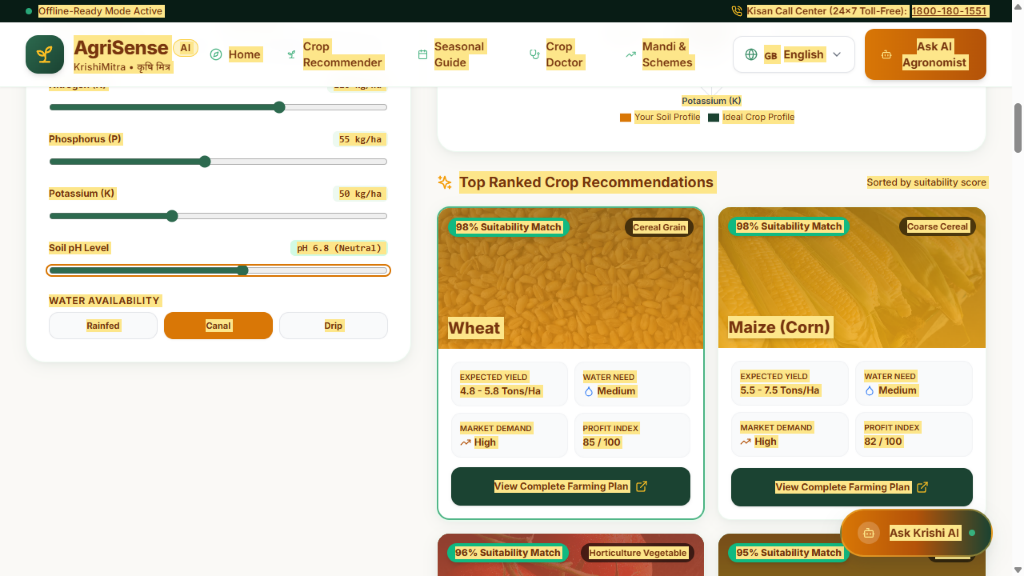 Offline-Ready Mode Active
Kisan Call Center (24×7 Toll-Free): 1800-180-1551
AgriSense AI
KrishiMitra • कृषि मित्र
Home
Crop Recommender
Seasonal Guide
Crop Doctor
Mandi & Schemes
GB English
Ask AI Agronomist
Phosphorus (P) 55 kg/ha
Potassium (K) 50 kg/ha
Soil pH Level pH 6.8 (Neutral)
WATER AVAILABILITY
Rainfed Canal Drip
Potassium (K)
Your Soil Profile Ideal Crop Profile
Top Ranked Crop Recommendations
Sorted by suitability score
98% Suitability Match Cereal Grain
Wheat
EXPECTED YIELD
4.8 - 5.8 Tons/Ha
WATER NEED
Medium
MARKET DEMAND
High
PROFIT INDEX
85 / 100
View Complete Farming Plan
98% Suitability Match Coarse Cereal
Maize (Corn)
EXPECTED YIELD
5.5 - 7.5 Tons/Ha
WATER NEED
Medium
MARKET DEMAND
High
PROFIT INDEX
82 / 100
View Complete Farming Plan
Ask Krishi AI
96% Suitability Match Horticulture Vegetable
95% Suitability Match